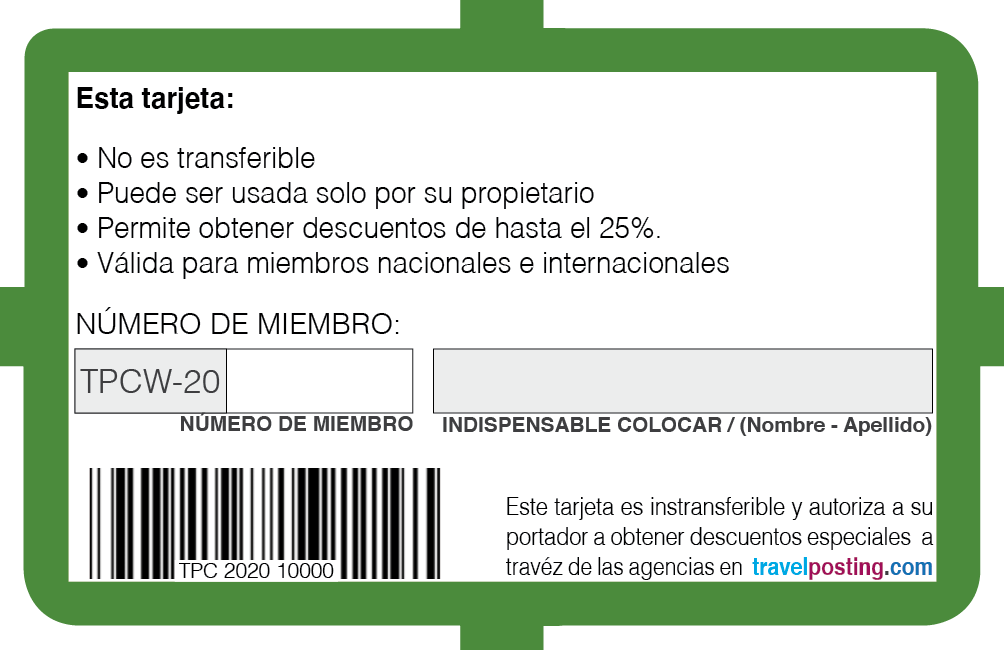 Esta tarjeta:
• No es transferible
• Puede ser usada solo por su propietario
• Permite obtener descuentos de hasta el 25%.
• Válida para miembros nacionales e internacionales
NÚMERO DE MIEMBRO:
TPCW-20
NÚMERO DE MIEMBRO
INDISPENSABLE COLOCAR / (Nombre - Apellido)
TPC 2020 10000
Este tarjeta es instransferible y autoriza a su
portador a obtener descuentos especiales a
travéz de las agencias en travelposting.com